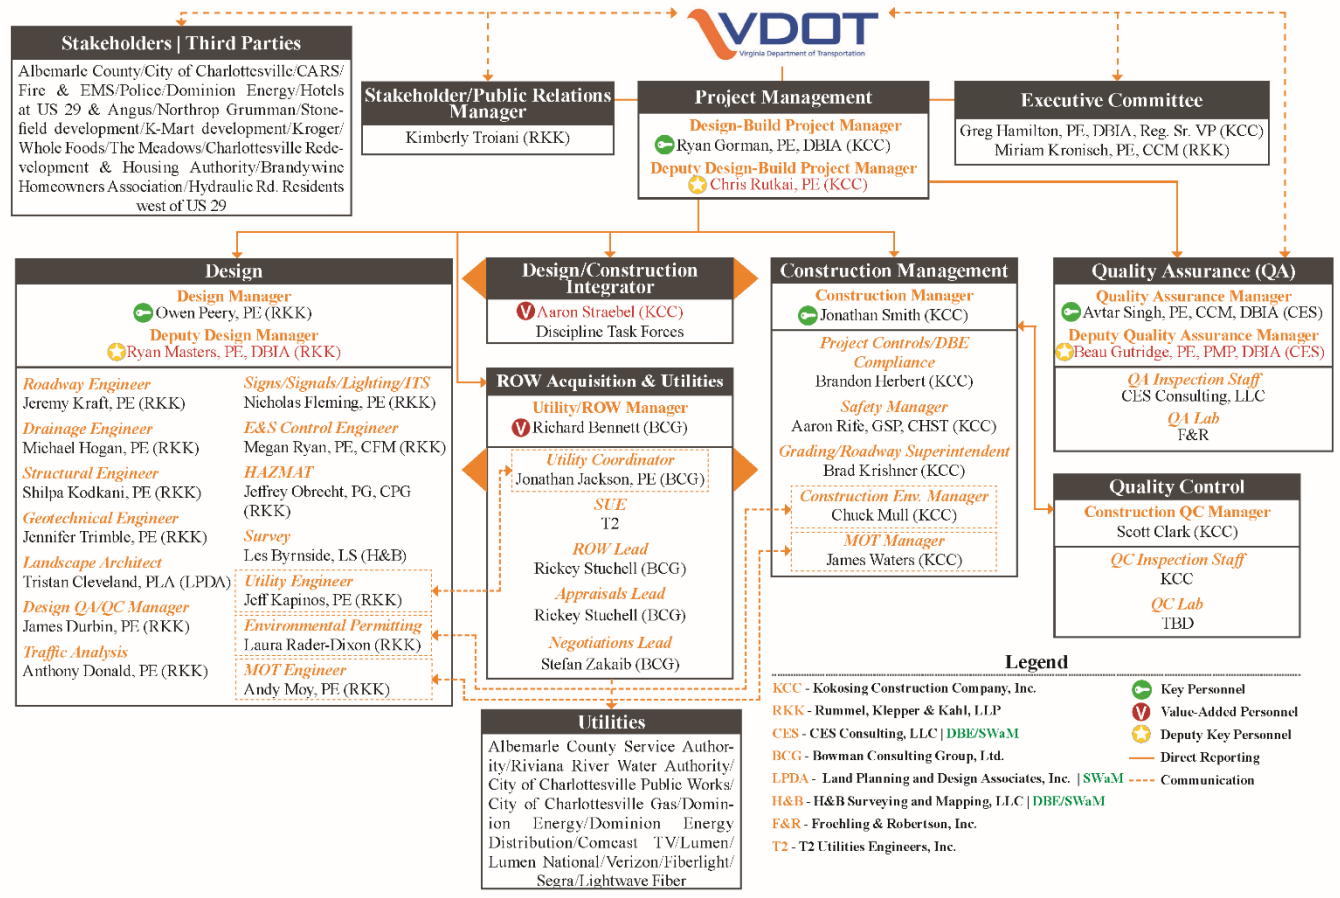 VDOT
Virginia Department of Transportation
Stakeholders | Third Parties
Albemarle County/City of Charlottesville/CARS/
Fire & EMS/Police/Dominion Energy/Hotels
at US 29 & Angus/Northrop Grumman/Stone-
field development/K-Mart development/Kroger/
Whole Foods/The Meadows/Charlottesville Rede-
velopment & Housing Authority/Brandywine
Homeowners Association/Hydraulic Rd. Residents
west of US 29
Stakeholder/Public Relations
Manager
Kimberly Troiani (RKK)
Project Management
Design-Build Project Manager
Ryan Gorman, PE, DBIA (KCC)
Deputy Design-Build Project Manager
Chris Rutkai, PE (KCC)
Executive Committee
Greg Hamilton, PE, DBIA, Reg. Sr. VP (KCC)
Miriam Kronisch, PE, CCM (RKK)
Design
Design Manager
Owen Peery, PE (RKK)
Deputy Design Manager
Ryan Masters, PE, DBIA (RKK)
Roadway Engineer
Jeremy Kraft, PE (RKK)
Drainage Engineer
Michael Hogan, PE (RKK)
Structural Engineer
Shilpa Kodkani, PE (RKK)
Geotechnical Engineer
Jennifer Trimble, PE (RKK)
Landscape Architect
Tristan Cleveland, PLA (LPDA)
Design QA/QC Manager
James Durbin, PE (RKK)
Traffic Analysis
Anthony Donald, PE (RKK)
Signs/Signals/Lighting/ITS
Nicholas Fleming, PE (RKK)
E&S Control Engineer
Megan Ryan, PE, CFM (RKK)
HAZMAT
Jeffrey Obrecht, PG, CPG
(RKK)
Survey
Les Byrnside, LS (H&B)
Utility Engineer
Jeff Kapinos, PE (RKK)
Environmental Permitting
Laura Rader-Dixon (RKK)
MOT Engineer
Andy Moy, PE (RKK)
Design/Construction
Integrator
V Aaron Straebel (KCC)
Discipline Task Forces
ROW Acquisition & Utilities
Utility/ROW Manager
V Richard Bennett (BCG)
Utility Coordinator
Jonathan Jackson, PE (BCG)
SUE
T2
ROW Lead
Rickey Stuchell (BCG)
Appraisals Lead
Rickey Stuchell (BCG)
Negotiations Lead
Stefan Zakaib (BCG)
Utilities
Albemarle County Service Author-
ity/Riviana River Water Authority/
City of Charlottesville Public Works/
City of Charlottesville Gas/Domin-
ion Energy/Dominion Energy
Distribution/Comcast TV/Lumen/
Lumen National/Verizon/Fiberlight/
Segra/Lightwave Fiber
Construction Management
Construction Manager
Jonathan Smith (KCC)
Project Controls/DBE
Compliance
Brandon Herbert (KCC)
Safety Manager
Aaron Rife, GSP, CHST (KCC)
Grading/Roadway Superintendent
Brad Krishner (KCC)
Construction Env. Manager
Chuck Mull (KCC)
MOT Manager
James Waters (KCC)
Quality Assurance (QA)
Quality Assurance Manager
Avtar Singh, PE, CCM, DBIA (CES)
Deputy Quality Assurance Manager
Beau Gutridge, PE, PMP, DBIA (CES)
QA Inspection Staff
CES Consulting, LLC
QA Lab
F&R
Quality Control
Construction QC Manager
Scott Clark (KCC)
QC Inspection Staff
KCC
QC Lab
TBD
Legend
KCC - Kokosing Construction Company, Inc.
RKK - Rummel, Klepper & Kahl, LLP
CES - CES Consulting, LLC | DBE/SWaM
BCG - Bowman Consulting Group, Ltd.
LPDA - Land Planning and Design Associates, Inc. | SWaM
H&B - H&B Surveying and Mapping, LLC | DBE/SWaM
F&R - Froehling & Robertson, Inc.
T2 - T2 Utilities Engineers, Inc.
Key Personnel
V Value-Added Personnel
Deputy Key Personnel
Direct Reporting
Communication